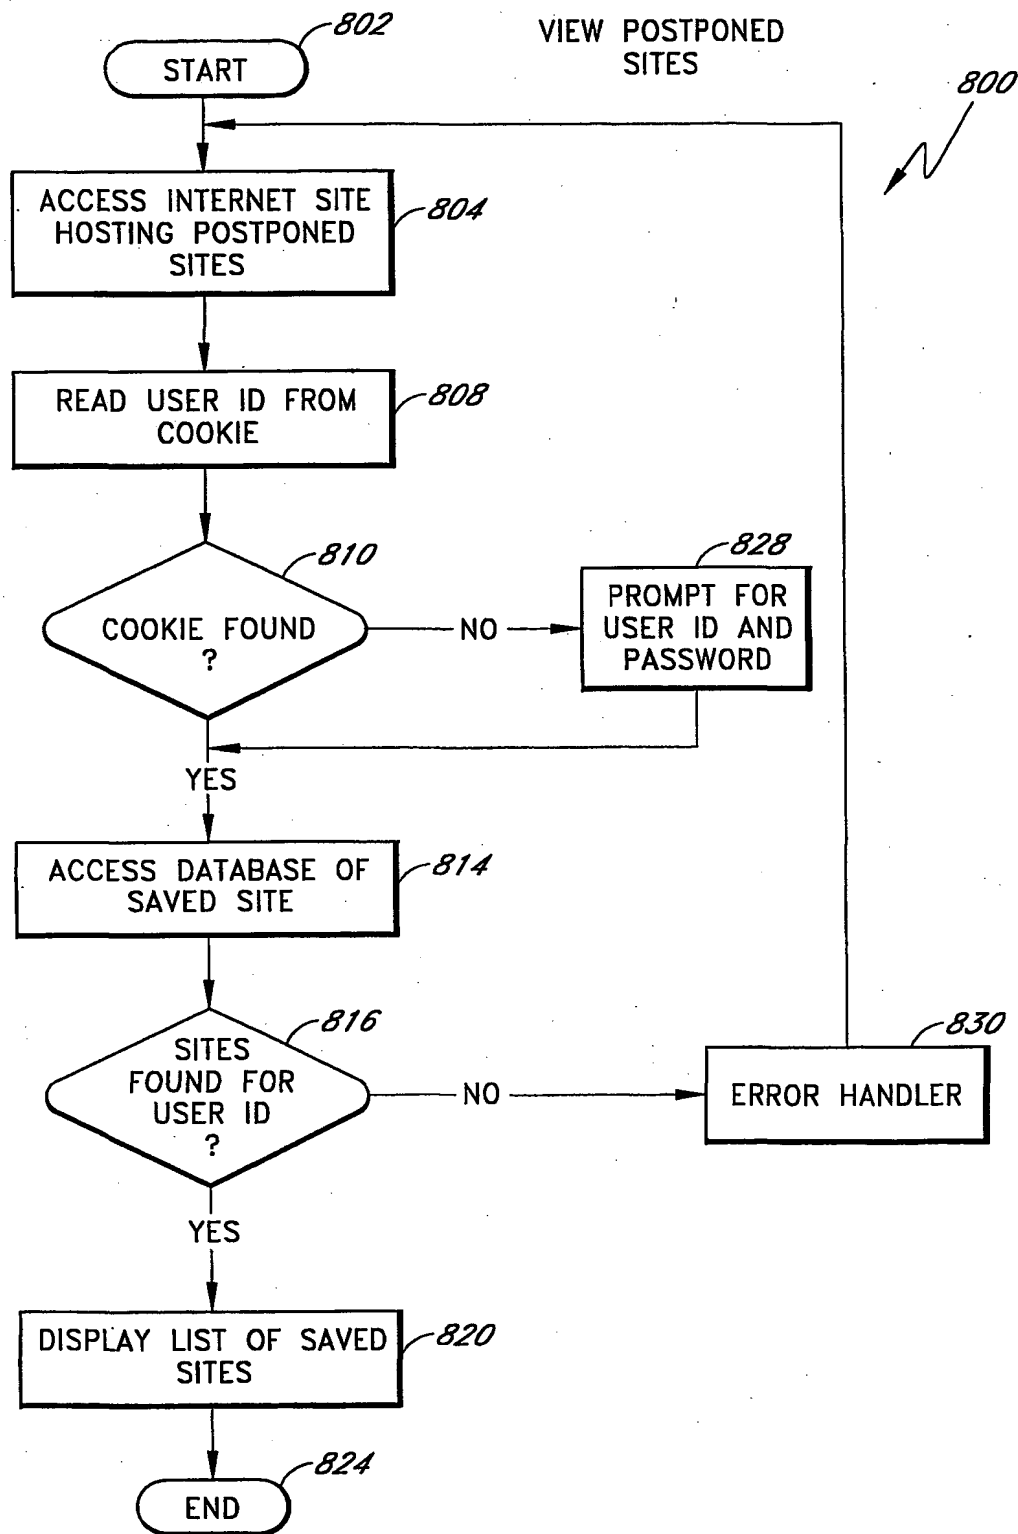 802
VIEW POSTPONED
SITES
START
800
ACCESS INTERNET SITE
HOSTING POSTPONED
SITES
804
READ USER ID FROM
COOKIE
808
810
COOKIE FOUND
?
NO
828
PROMPT FOR
USER ID AND
PASSWORD
YES
ACCESS DATABASE OF
SAVED SITE
814
816
SITES
FOUND FOR
USER ID
?
NO
830
ERROR HANDLER
YES
DISPLAY LIST OF SAVED
SITES
820
824
END